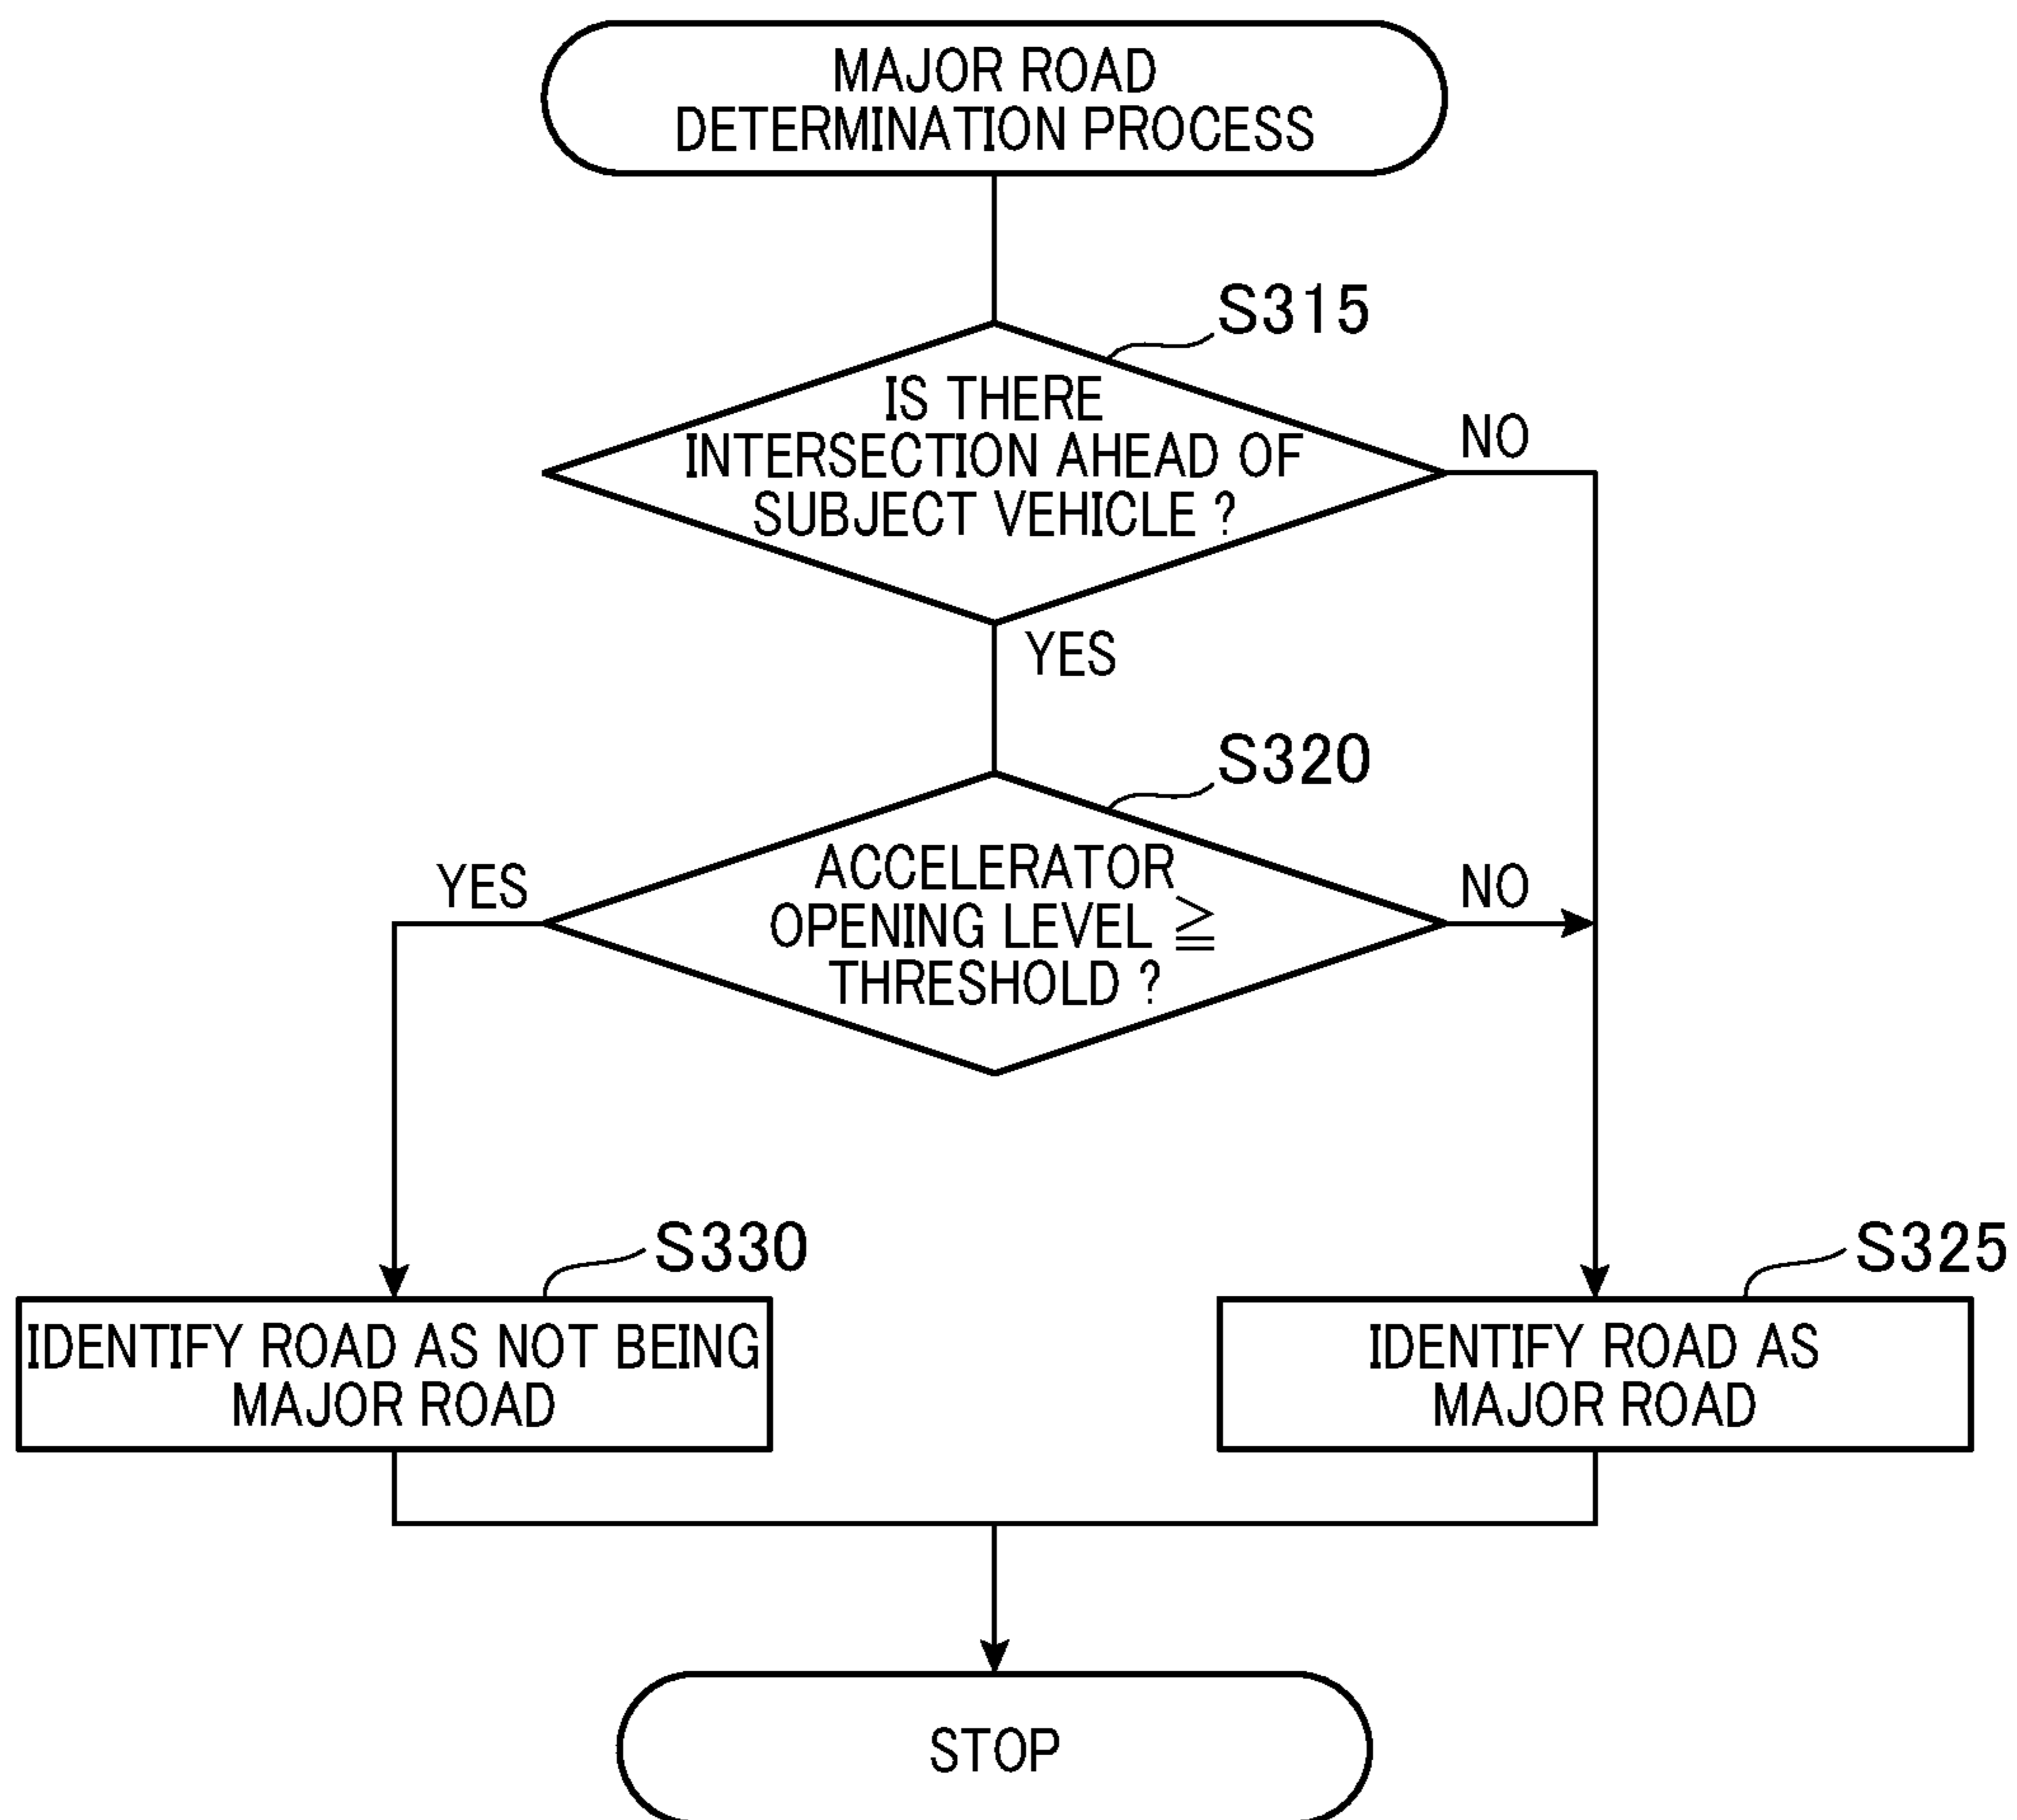 MAJOR ROAD
DETERMINATION PROCESS
S315
IS THERE
INTERSECTION AHEAD OF
SUBJECT VEHICLE ?
NO
YES
S320
ACCELERATOR
OPENING LEVEL ≧
THRESHOLD ?
YES
NO
S330
IDENTIFY ROAD AS NOT BEING
MAJOR ROAD
S325
IDENTIFY ROAD AS
MAJOR ROAD
STOP